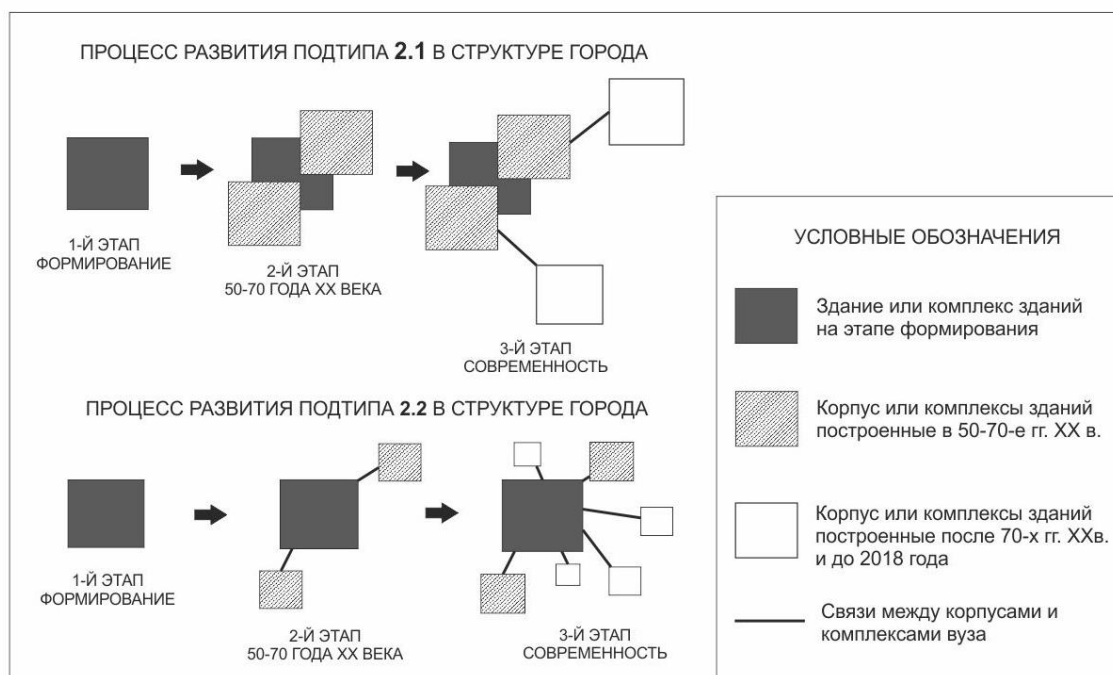 ПРОЦЕСС РАЗВИТИЯ ПОДТИПА 2.1 В СТРУКТУРЕ ГОРОДА
1-Й ЭТАП
ФОРМИРОВАНИЕ
2-Й ЭТАП
50-70 ГОДА XX ВЕКА
3-Й ЭТАП
СОВРЕМЕННОСТЬ
ПРОЦЕСС РАЗВИТИЯ ПОДТИПА 2.2 В СТРУКТУРЕ ГОРОДА
1-Й ЭТАП
ФОРМИРОВАНИЕ
2-Й ЭТАП
50-70 ГОДА XX ВЕКА
3-Й ЭТАП
СОВРЕМЕННОСТЬ
УСЛОВНЫЕ ОБОЗНАЧЕНИЯ
Здание или комплекс зданий
на этапе формирования
Корпус или комплексы зданий
построенные в 50-70-е гг. XX в.
Корпус или комплексы зданий
построенные после 70-х гг. XXв.
и до 2018 года
Связи между корпусами и
комплексами вуза